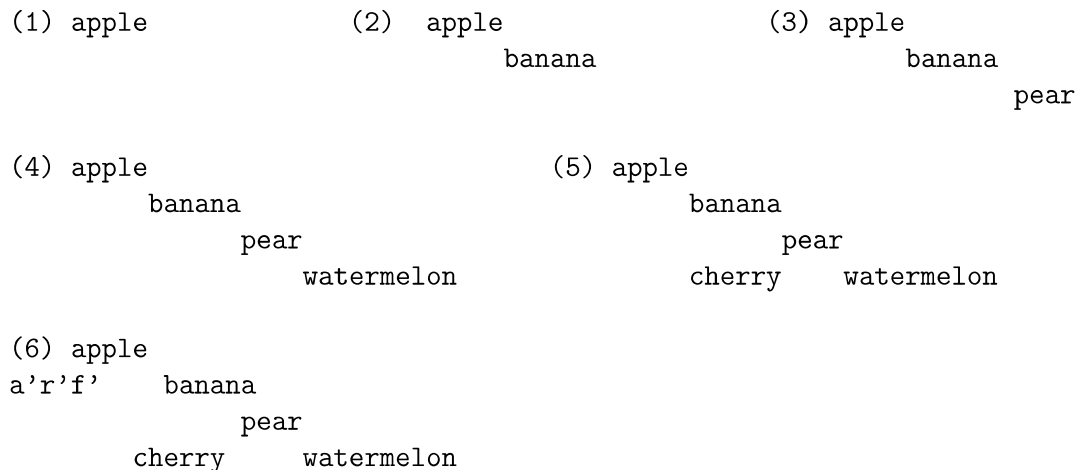 (1) apple (2) apple (3) apple
banana banana
pear
(4) apple (5) apple
banana banana
pear pear
watermelon cherry watermelon
(6) apple
a’r’f’ banana
pear
cherry watermelon